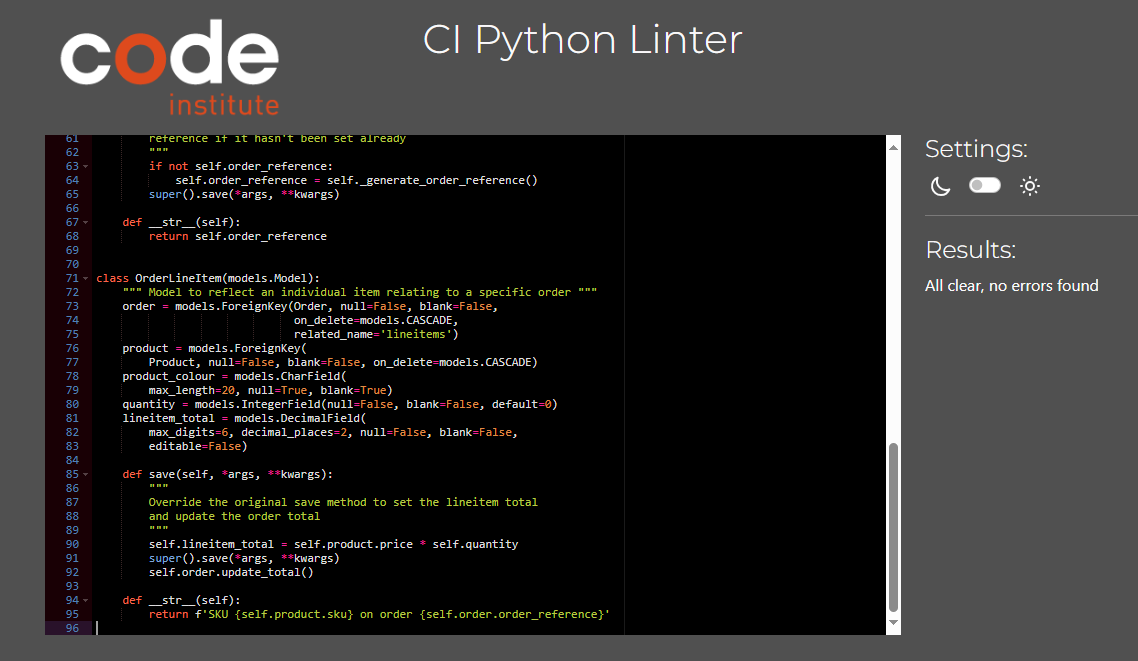 code
institute
CI Python Linter
61 reference if it hasn't been set already
62 """
63 if not self.order_reference:
64 self.order_reference = self._generate_order_reference()
65 super().save(*args, **kwargs)
66
67 def __str__(self):
68 return self.order_reference
69
70
71 class OrderLineItem(models.Model):
72 """ Model to reflect an individual item relating to a specific order """
73 order = models.ForeignKey(Order, null=False, blank=False,
74 on_delete=models.CASCADE,
75 related_name='lineitems')
76 product = models.ForeignKey(
77 Product, null=False, blank=False, on_delete=models.CASCADE)
78 product_colour = models.CharField(
79 max_length=20, null=True, blank=True)
80 quantity = models.IntegerField(null=False, blank=False, default=0)
81 lineitem_total = models.DecimalField(
82 max_digits=6, decimal_places=2, null=False, blank=False,
83 editable=False)
84
85 def save(self, *args, **kwargs):
86 """
87 Override the original save method to set the lineitem total
88 and update the order total
89 """
90 self.lineitem_total = self.product.price * self.quantity
91 super().save(*args, **kwargs)
92 self.order.update_total()
93
94 def __str__(self):
95 return f'SKU {self.product.sku} on order {self.order.order_reference}'
96
Settings:
Results:
All clear, no errors found